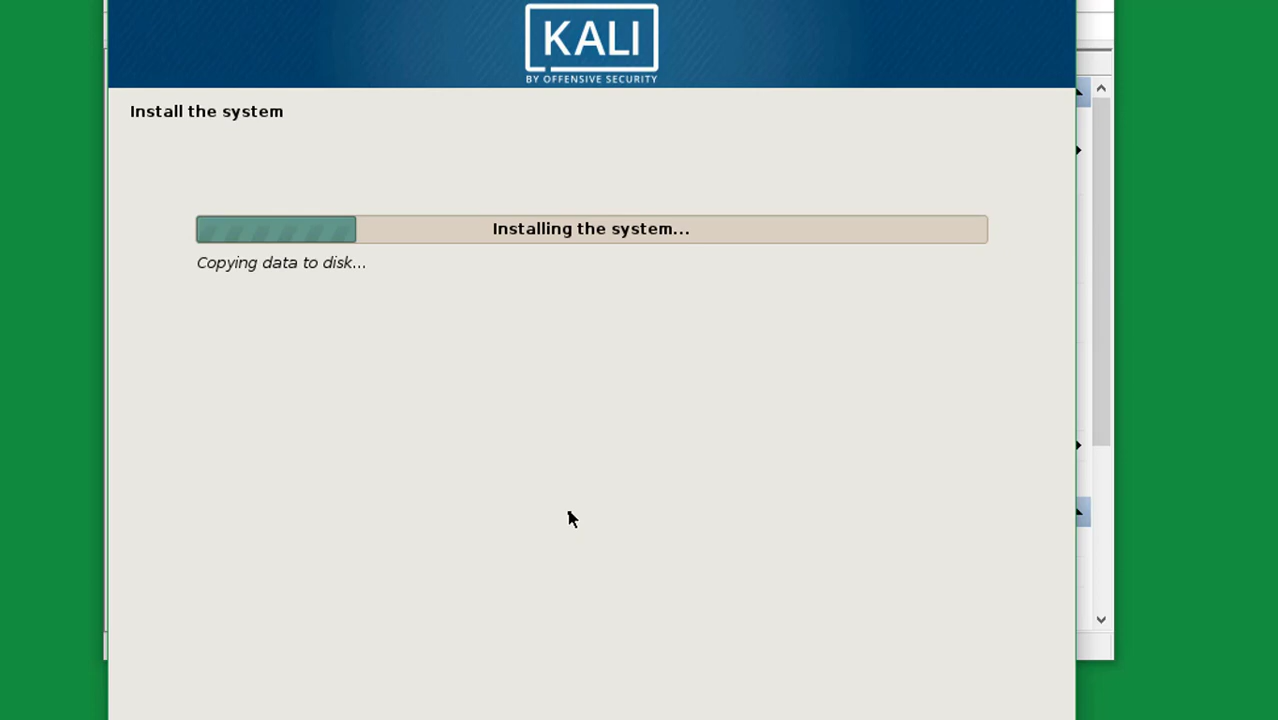 KALI
BY OFFENSIVE SECURITY
Install the system
Installing the system...
Copying data to disk...